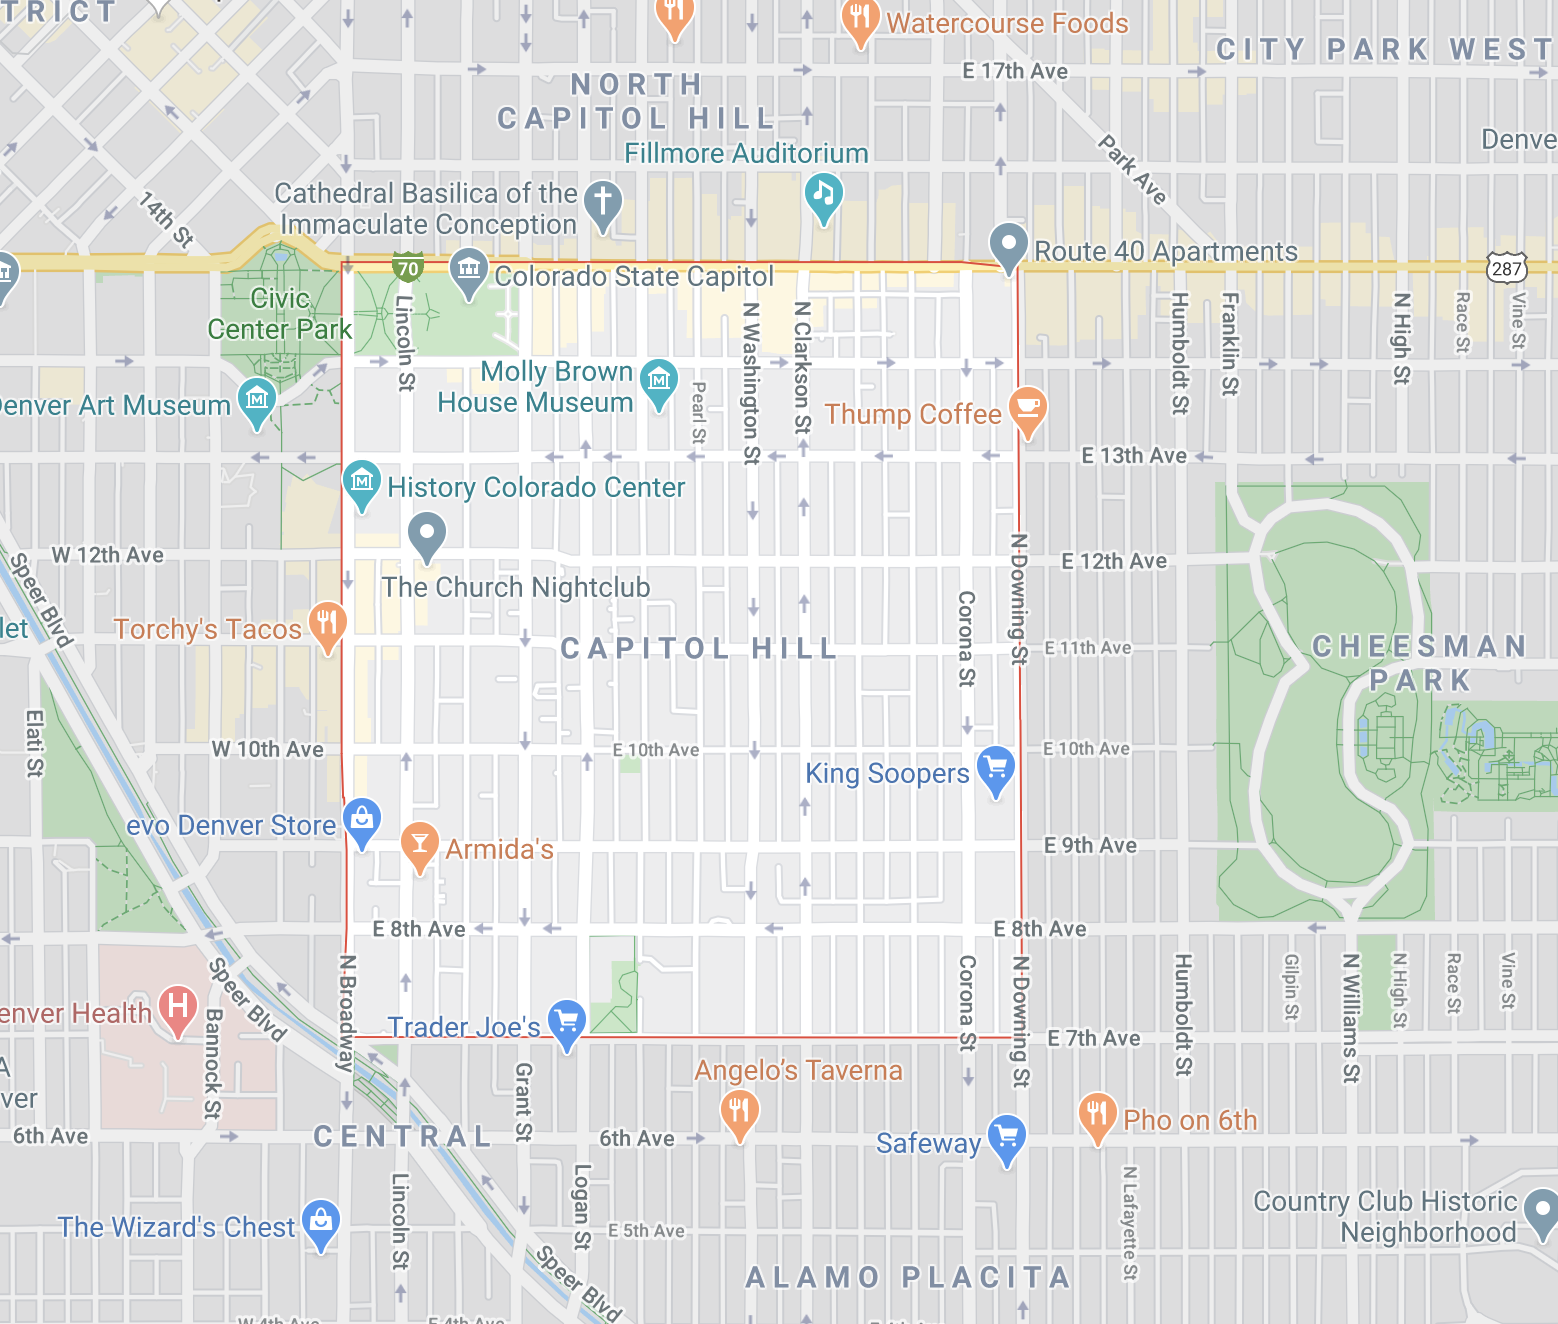 TRICT
Watercourse Foods
CITY PARK WEST
E 17th Ave
NORTH
CAPITOL HILL
Denve
Park Ave
Fillmore Auditorium
Cathedral Basilica of the
Immaculate Conception
14th St
Route 40 Apartments
70
Colorado State Capitol
287
Civic
Center Park
Lincoln St
N Washington St
N Clarkson St
Humboldt St
Franklin St
N High St
Race St
Vine St
Molly Brown
House Museum
Pearl St
Denver Art Museum
Thump Coffee
E 13th Ave
History Colorado Center
W 12th Ave
Speer Blvd
The Church Nightclub
N Downing St
E 12th Ave
Corona St
let
Torchy's Tacos
CAPITOL HILL
E 11th Ave
CHEESMAN
PARK
Elati St
W 10th Ave
E 10th Ave
E 10th Ave
King Soopers
evo Denver Store
Armida's
E 9th Ave
E 8th Ave
E 8th Ave
N Broadway
Speer Blvd
Corona St
N Downing St
Humboldt St
Gilpin St
N Williams St
N High St
Race St
Vine St
enver Health
H
Bannock St
Trader Joe's
E 7th Ave
A
ver
Grant St
Angelo's Taverna
6th Ave
CENTRAL
6th Ave
Safeway
Pho on 6th
Lincoln St
Logan St
N Lafayette St
The Wizard's Chest
E 5th Ave
Country Club Historic
Neighborhood
Speer Blvd
ALAMO PLACITA
W 4th Ave
E 4th Ave